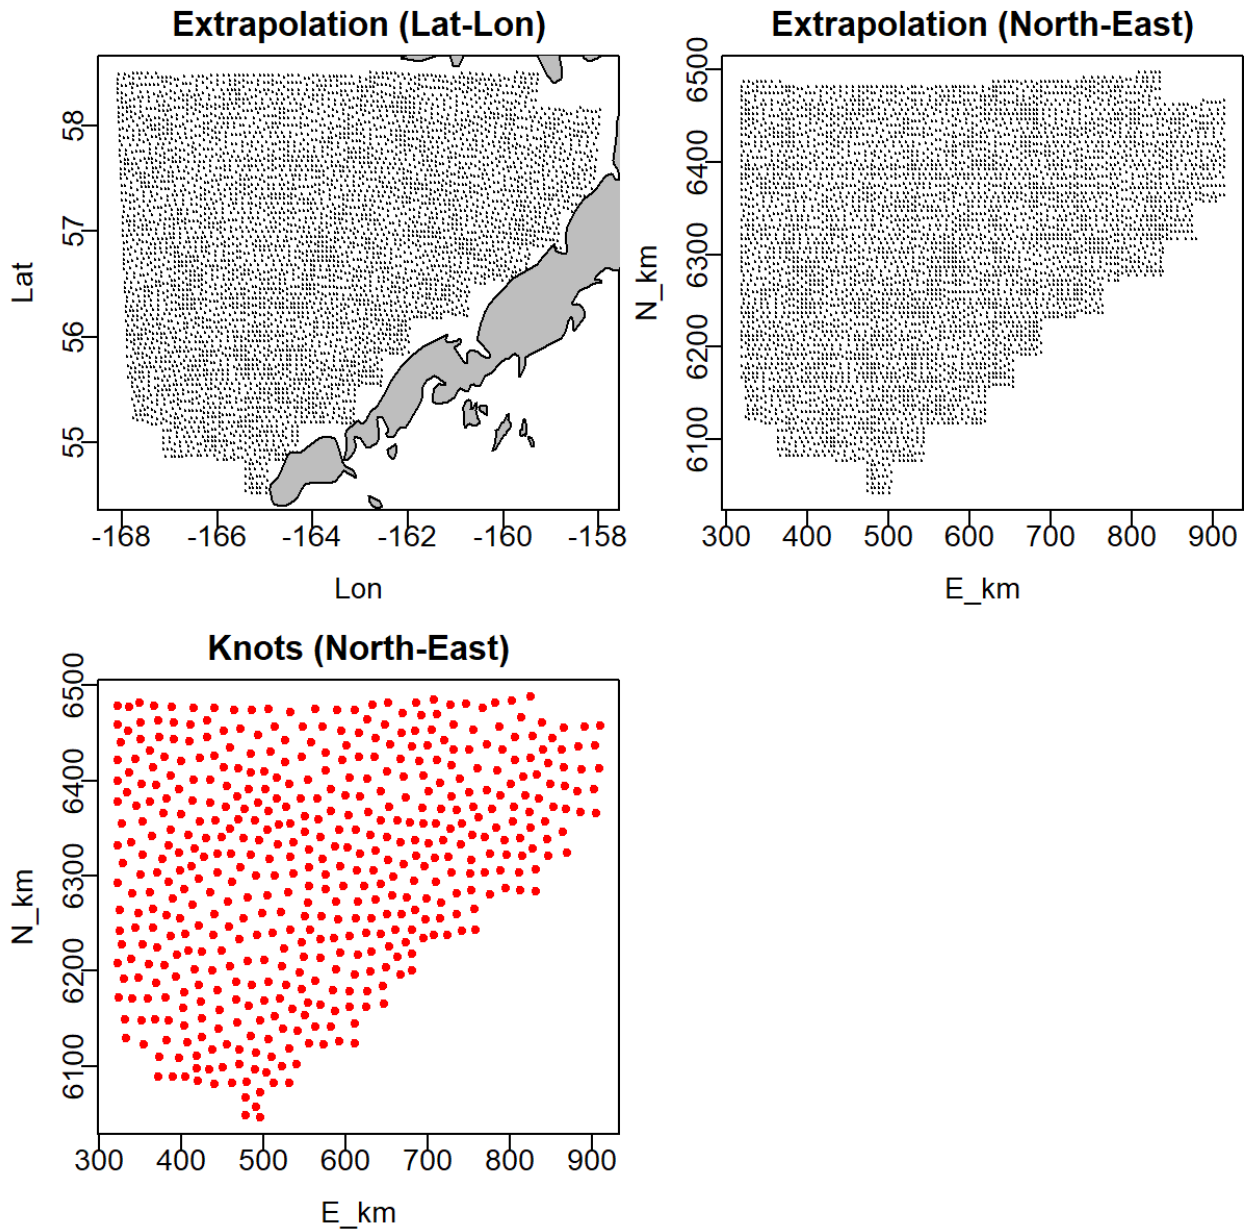 Extrapolation (Lat-Lon)
Lat
58
57
56
55
-168 -166 -164 -162 -160 -158
Lon
Extrapolation (North-East)
N_km
6500
6400
6300
6200
6100
300 400 500 600 700 800 900
E_km
Knots (North-East)
N_km
6500
6400
6300
6200
6100
300 400 500 600 700 800 900
E_km